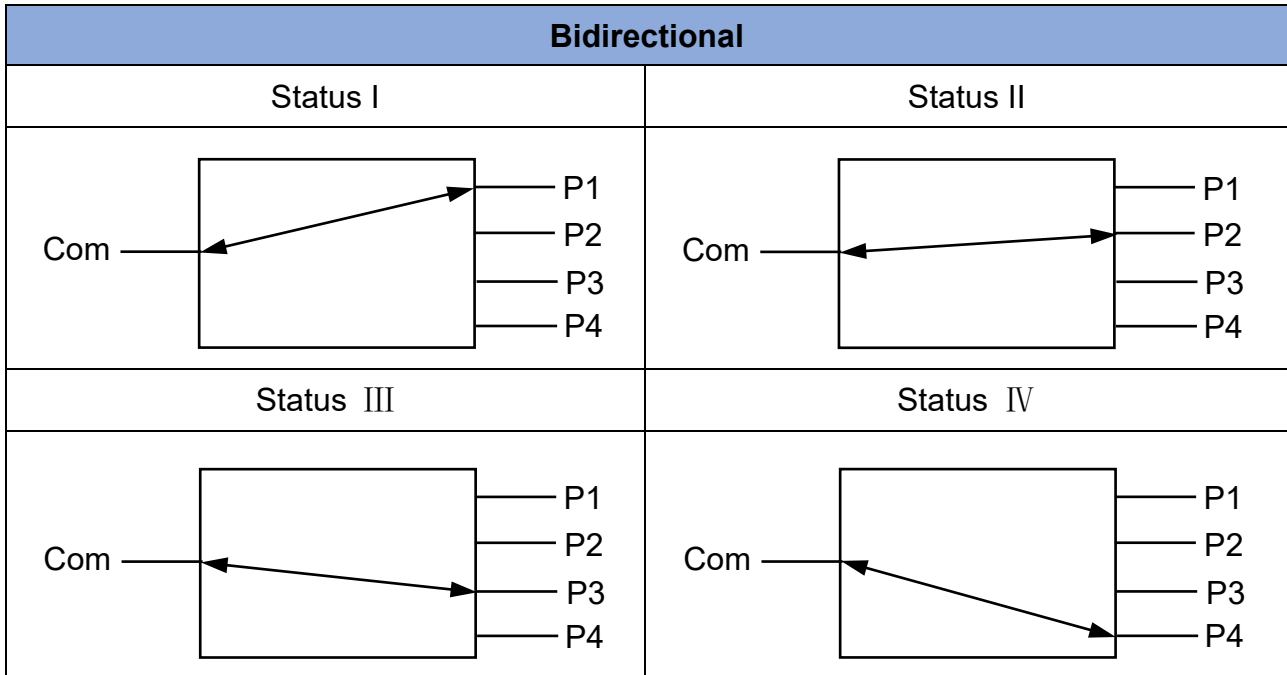 Bidirectional
Status I
Status II
Com
P1
P2
P3
P4
Com
P1
P2
P3
P4
Status Ⅲ
Status Ⅳ
Com
P1
P2
P3
P4
Com
P1
P2
P3
P4